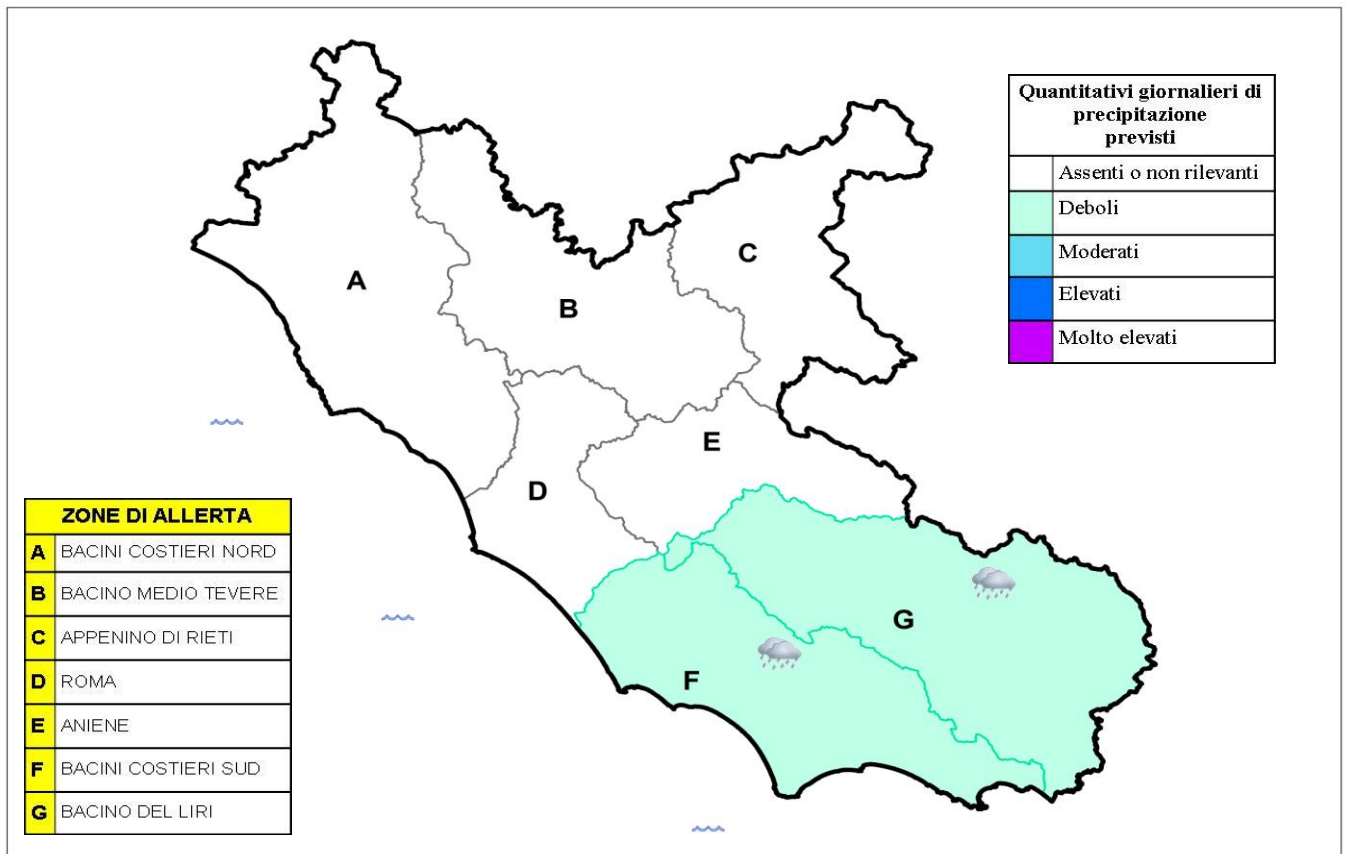 Quantitativi giornalieri di
precipitazione
previsti
Assenti o non rilevanti
Deboli
Moderati
Elevati
Molto elevati
A
B
C
D
E
F
G
ZONE DI ALLERTA
A BACINI COSTIERI NORD
B BACINO MEDIO TEVERE
C APPENINO DI RIETI
D ROMA
E ANIENE
F BACINI COSTIERI SUD
G BACINO DEL LIRI